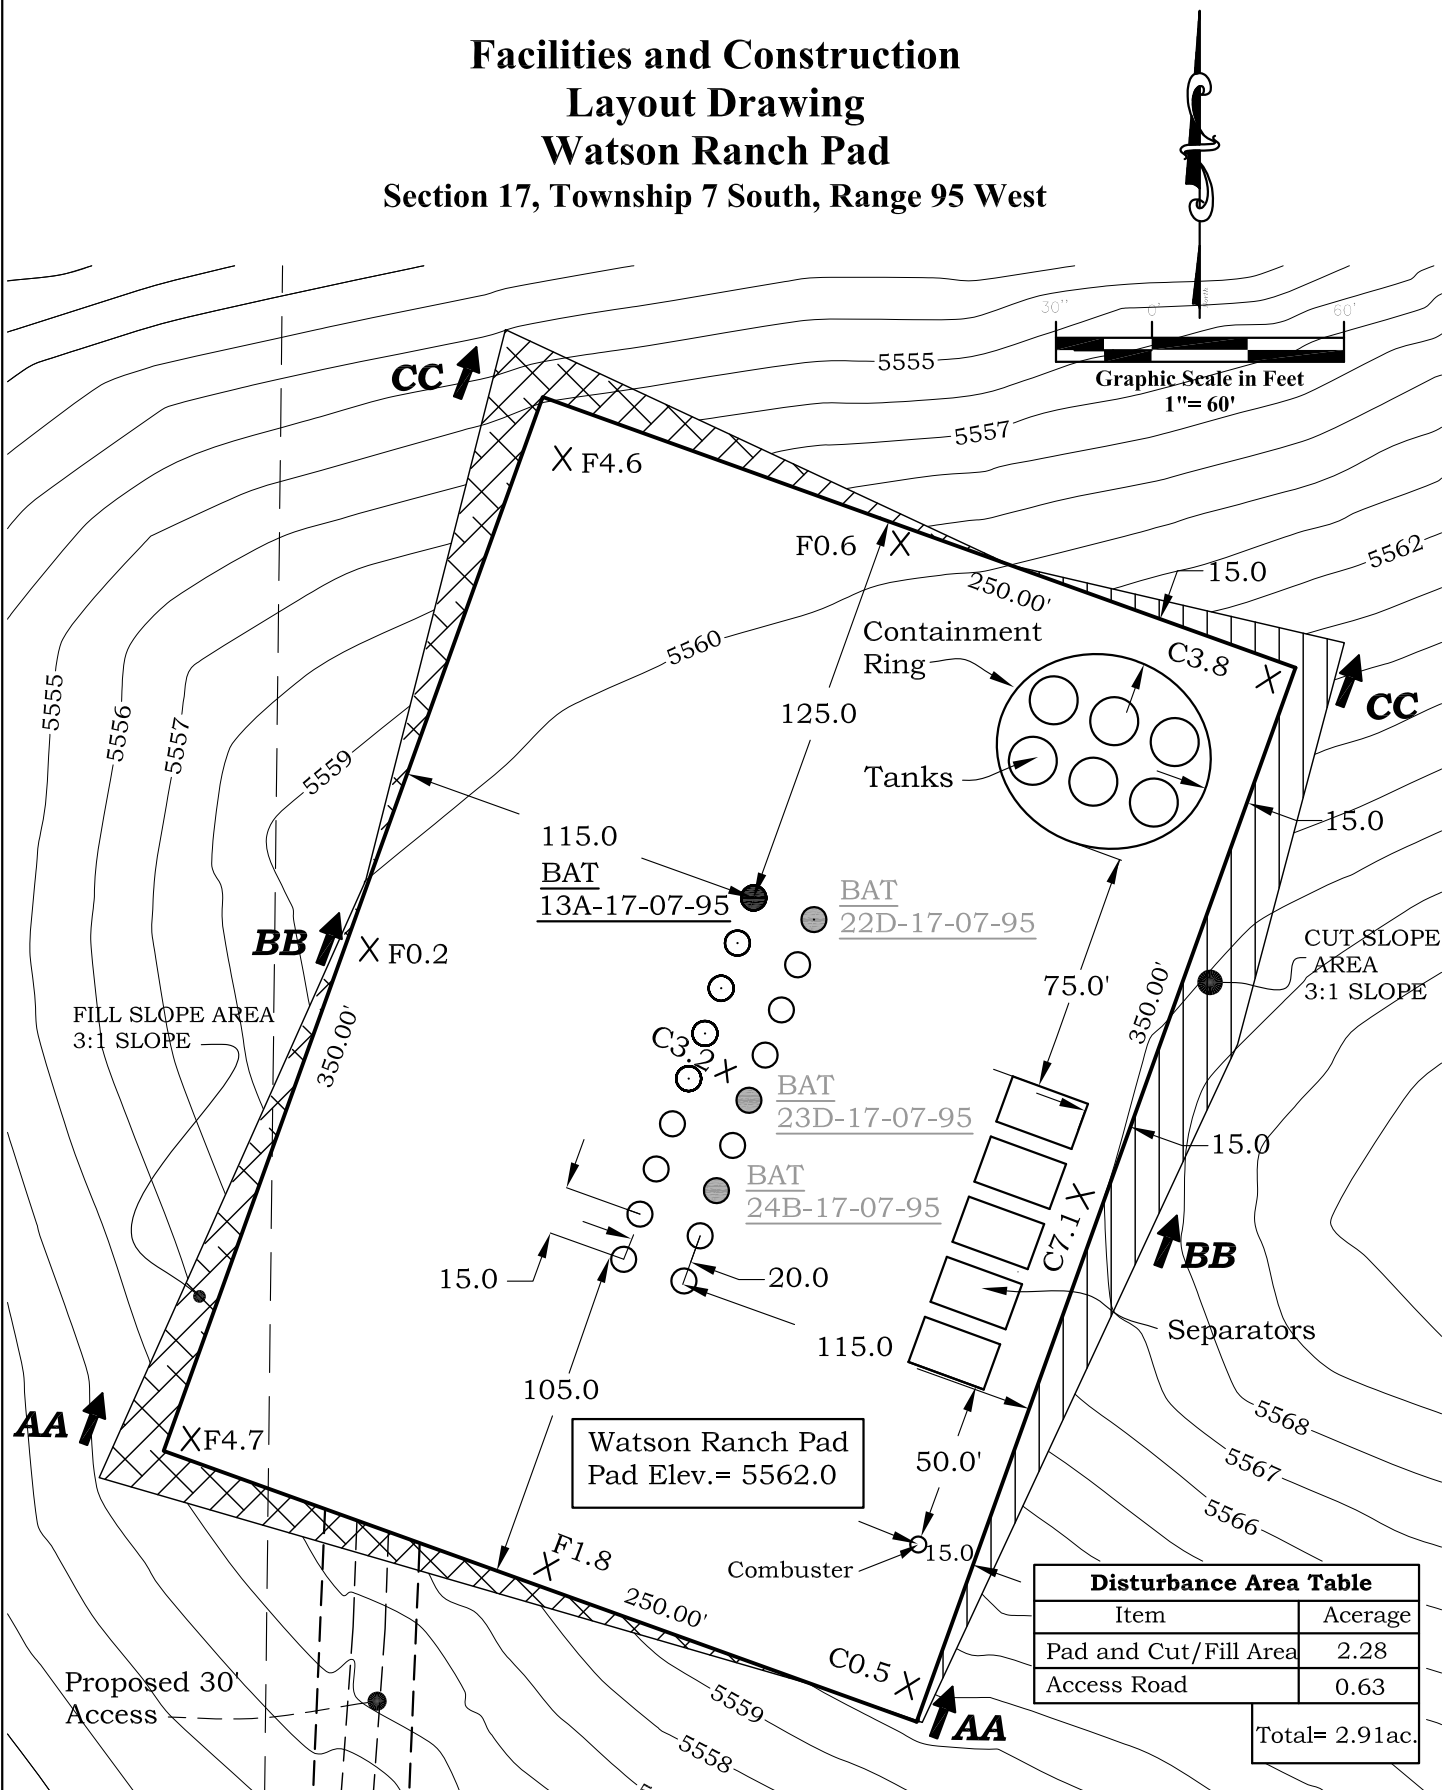 Facilities and Construction
Layout Drawing
Watson Ranch Pad
Section 17, Township 7 South, Range 95 West
30''
0'
60'
Graphic Scale in Feet
1"= 60'
5555
CC
5557
F4.6
F0.6
5562
15.0
250.00'
Containment
Ring
C3.8
5560
CC
125.0
5555
5556
5557
5559
Tanks
15.0
115.0
BAT
13A-17-07-95
BAT
22D-17-07-95
BB
F0.2
CUT SLOPE
AREA
3:1 SLOPE
75.0'
350.00'
FILL SLOPE AREA
3:1 SLOPE
350.00'
C3.2
BAT
23D-17-07-95
15.0
BAT
24B-17-07-95
C7.1
BB
15.0
20.0
Separators
115.0
105.0
AA
F4.7
5568
Watson Ranch Pad
Pad Elev.= 5562.0
50.0'
5567
5566
F1.8
Combuster
15.0
250.00'
Disturbance Area Table
Item Acerage
Pad and Cut/Fill Area 2.28
Access Road 0.63
Total= 2.91ac.
C0.5
Proposed 30'
Access
5559
AA
5558